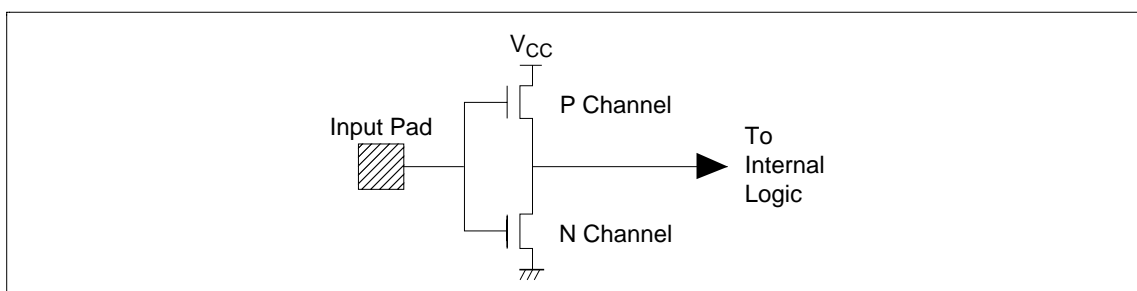 VCC
P Channel
Input Pad
To
Internal
Logic
N Channel